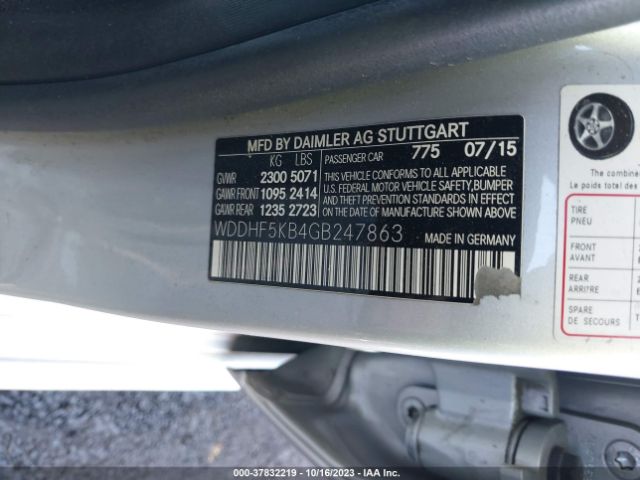 MFD BY DAIMLER AG STUTTGART
KG LBS PASSENGER CAR 775 07/15
GVWR 2300 5071
GAWR FRONT 1095 2414
GAWR REAR 1235 2723
THIS VEHICLE CONFORMS TO ALL APPLICABLE
U.S. FEDERAL MOTOR VEHICLE SAFETY, BUMPER
AND THEFT PREVENTION STANDARDS
IN EFFECT ON THE DATE OF
MANUFACTURE SHOWN ABOVE.
WDDHF5KB4GB247863 MADE IN GERMANY
The combine
Le poids total des
TIRE
PNEU
FRONT
AVANT
REAR
ARRIÈRE
SPARE
DE SECOURS
000-37832219 - 10/16/2023 - IAA Inc.